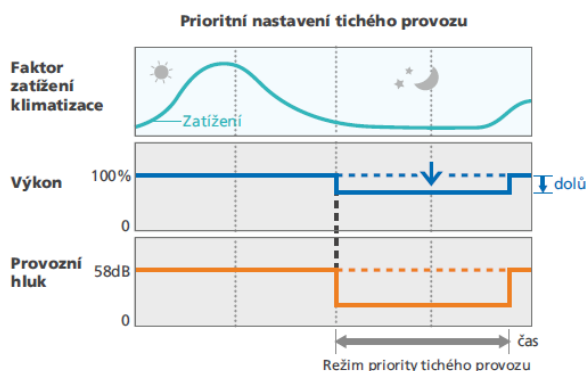 Prioritní nastavení tichého provozu
Faktor
zatížení
klimatizace
Zatížení
Výkon
100%
0
dolů
Provozní
hluk
58dB
0
čas
Režim priority tichého provozu